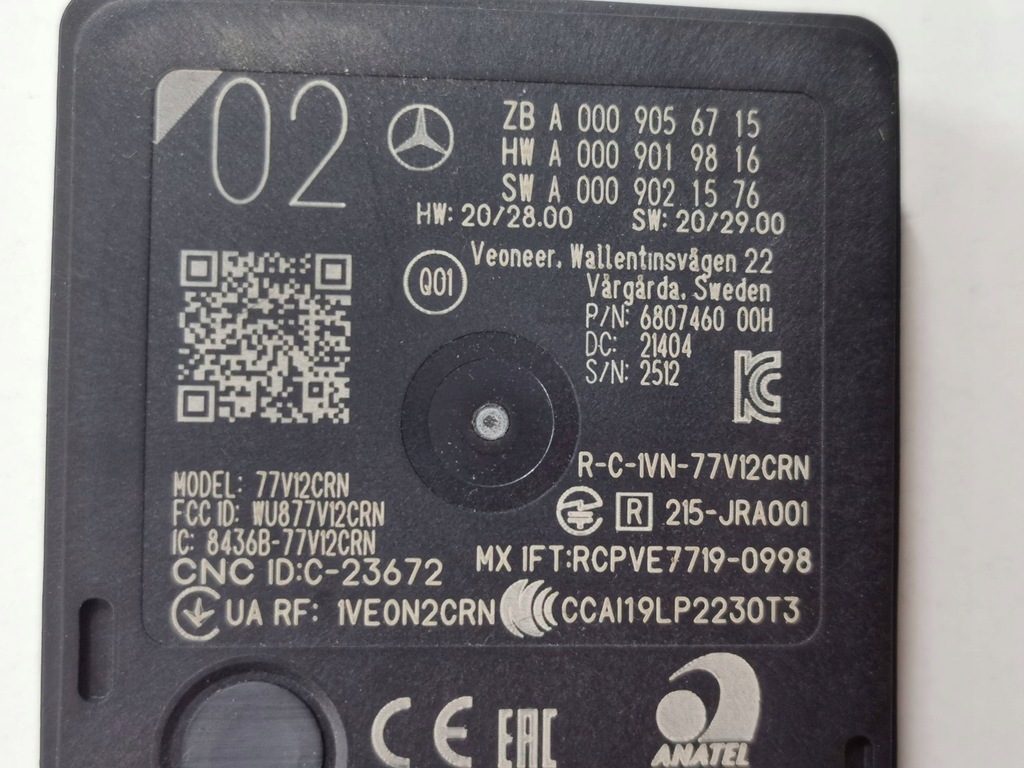 02
ZB A 000 905 67 15
HW A 000 901 98 16
SW A 000 902 15 76
HW: 20/28.00 SW: 20/29.00
Q01
Veoneer, Wallentinsvägen 22
Vårgårda, Sweden
P/N: 6807460 00H
DC: 21404
S/N: 2512
R-C-1VN-77V12CRN
MODEL: 77V12CRN
FCC ID: WU877V12CRN
R 215-JRA001
IC: 8436B-77V12CRN
MX IFT:RCPVE7719-0998
CNC ID:C-23672
UA RF: 1VEON2CRN
CCAI19LP2230T3
CE EAC
ANATEL